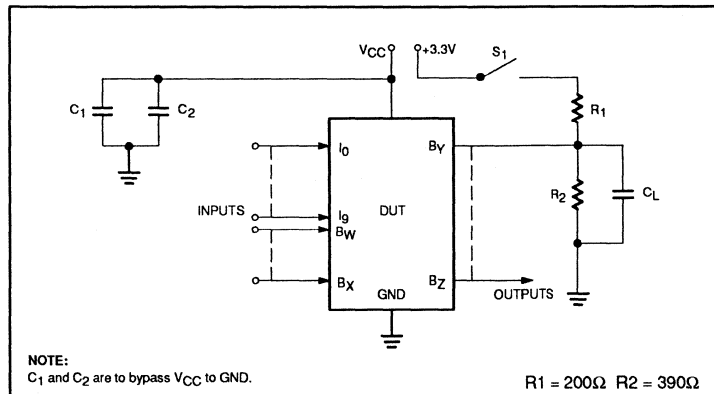 VCC +3.3V S1
C1 C2 R1
I0 BY
R2 CL
INPUTS DUT
I9
BW
BX BZ
GND OUTPUTS
NOTE:
C1 and C2 are to bypass VCC to GND.
R1 = 200Ω R2 = 390Ω